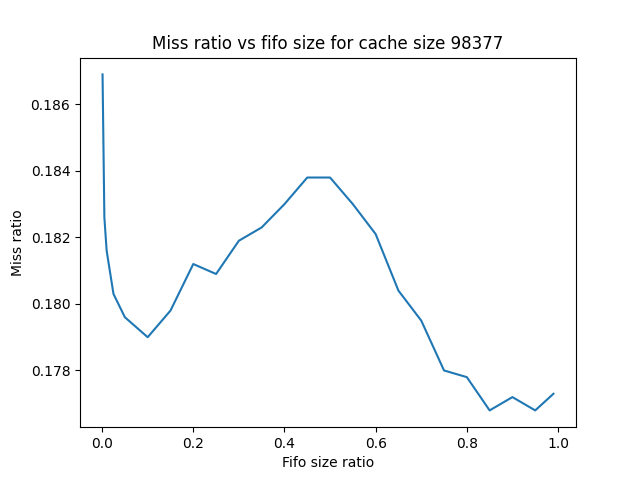 Miss ratio vs fifo size for cache size 98377
0.186
0.184
0.182
0.180
0.178
Miss ratio
0.0 0.2 0.4 0.6 0.8 1.0
Fifo size ratio